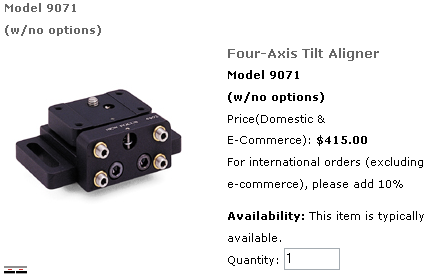 Model 9071
(w/no options)
Four-Axis Tilt Aligner
Model 9071
(w/no options)
Price(Domestic &
E-Commerce): $415.00
For international orders (excluding
e-commerce), please add 10%
Availability: This item is typically
available.
Quantity: 1